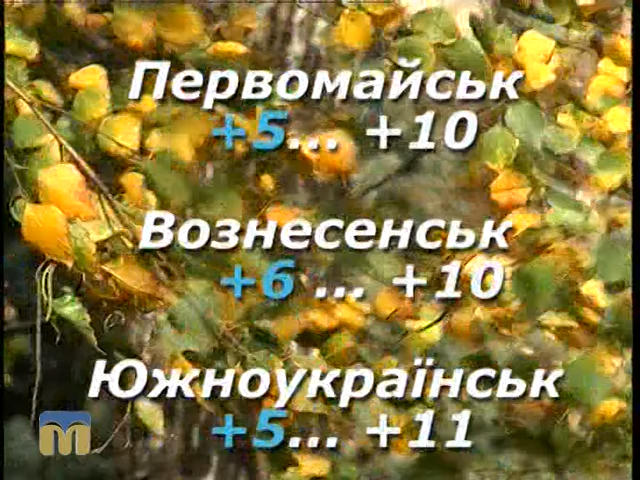 Первомайськ
+5... +10
Вознесенськ
+6 ... +10
Южноукраїнськ
+5... +11
м